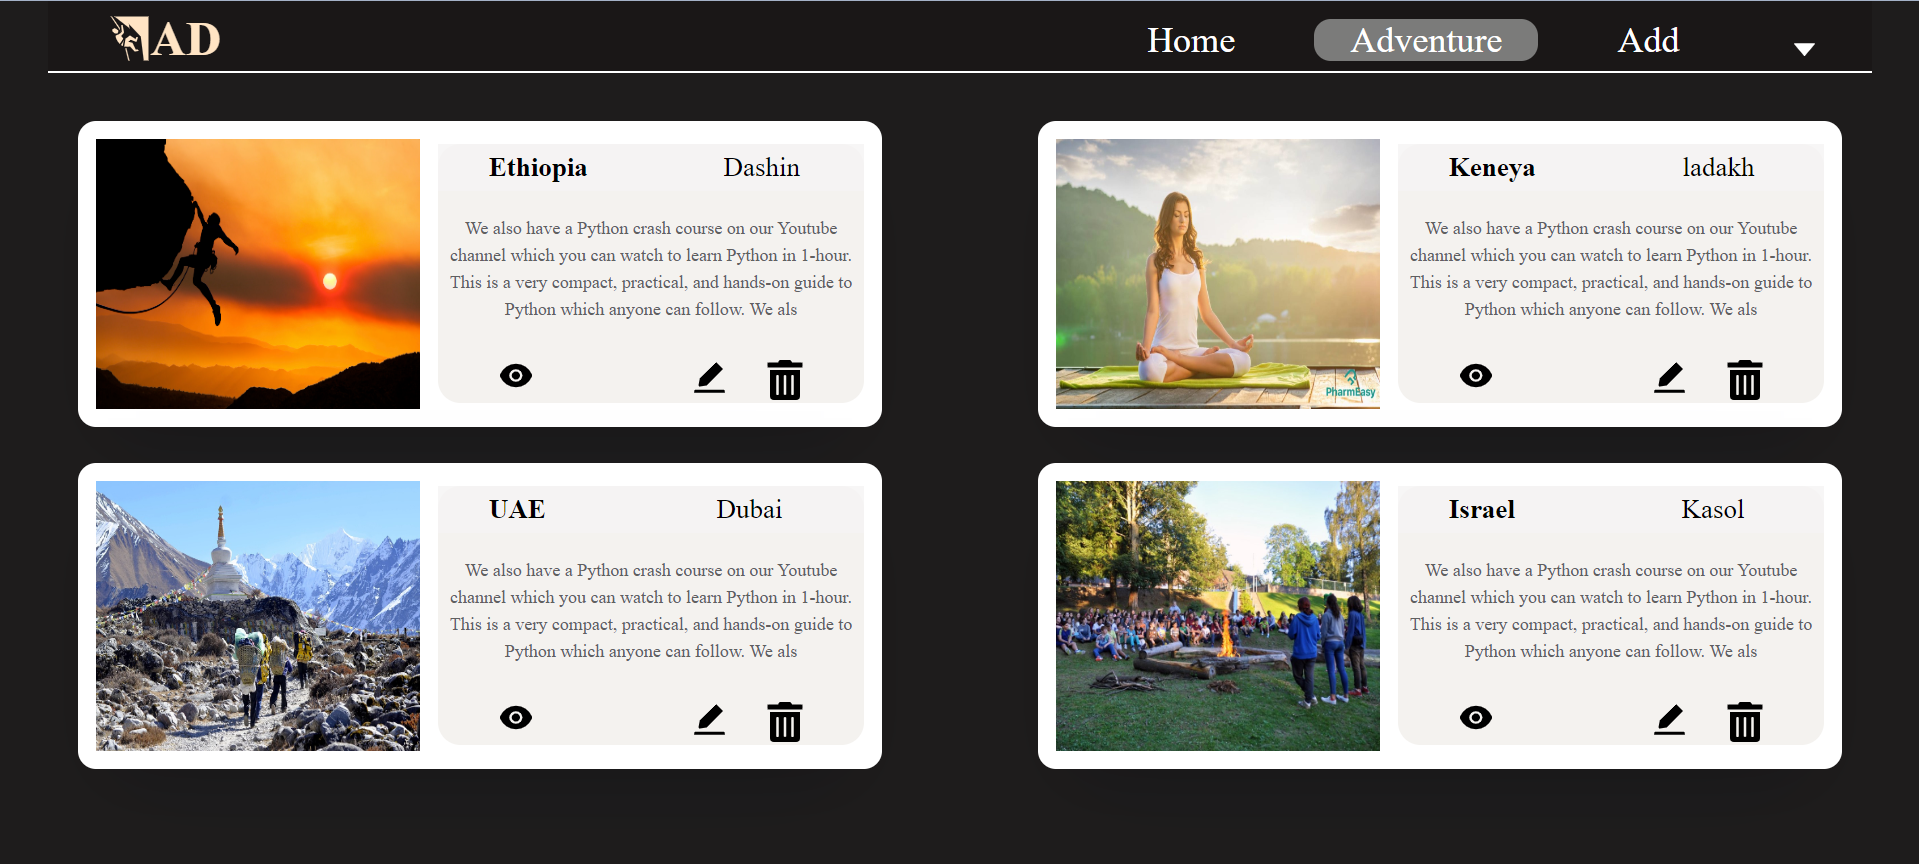 AD
Home
Adventure
Add
Ethiopia
Dashin
We also have a Python crash course on our Youtube
channel which you can watch to learn Python in 1-hour.
This is a very compact, practical, and hands-on guide to
Python which anyone can follow. We als
Keneya
ladakh
We also have a Python crash course on our Youtube
channel which you can watch to learn Python in 1-hour.
This is a very compact, practical, and hands-on guide to
Python which anyone can follow. We als
PharmEasy
UAE
Dubai
We also have a Python crash course on our Youtube
channel which you can watch to learn Python in 1-hour.
This is a very compact, practical, and hands-on guide to
Python which anyone can follow. We als
Israel
Kasol
We also have a Python crash course on our Youtube
channel which you can watch to learn Python in 1-hour.
This is a very compact, practical, and hands-on guide to
Python which anyone can follow. We als